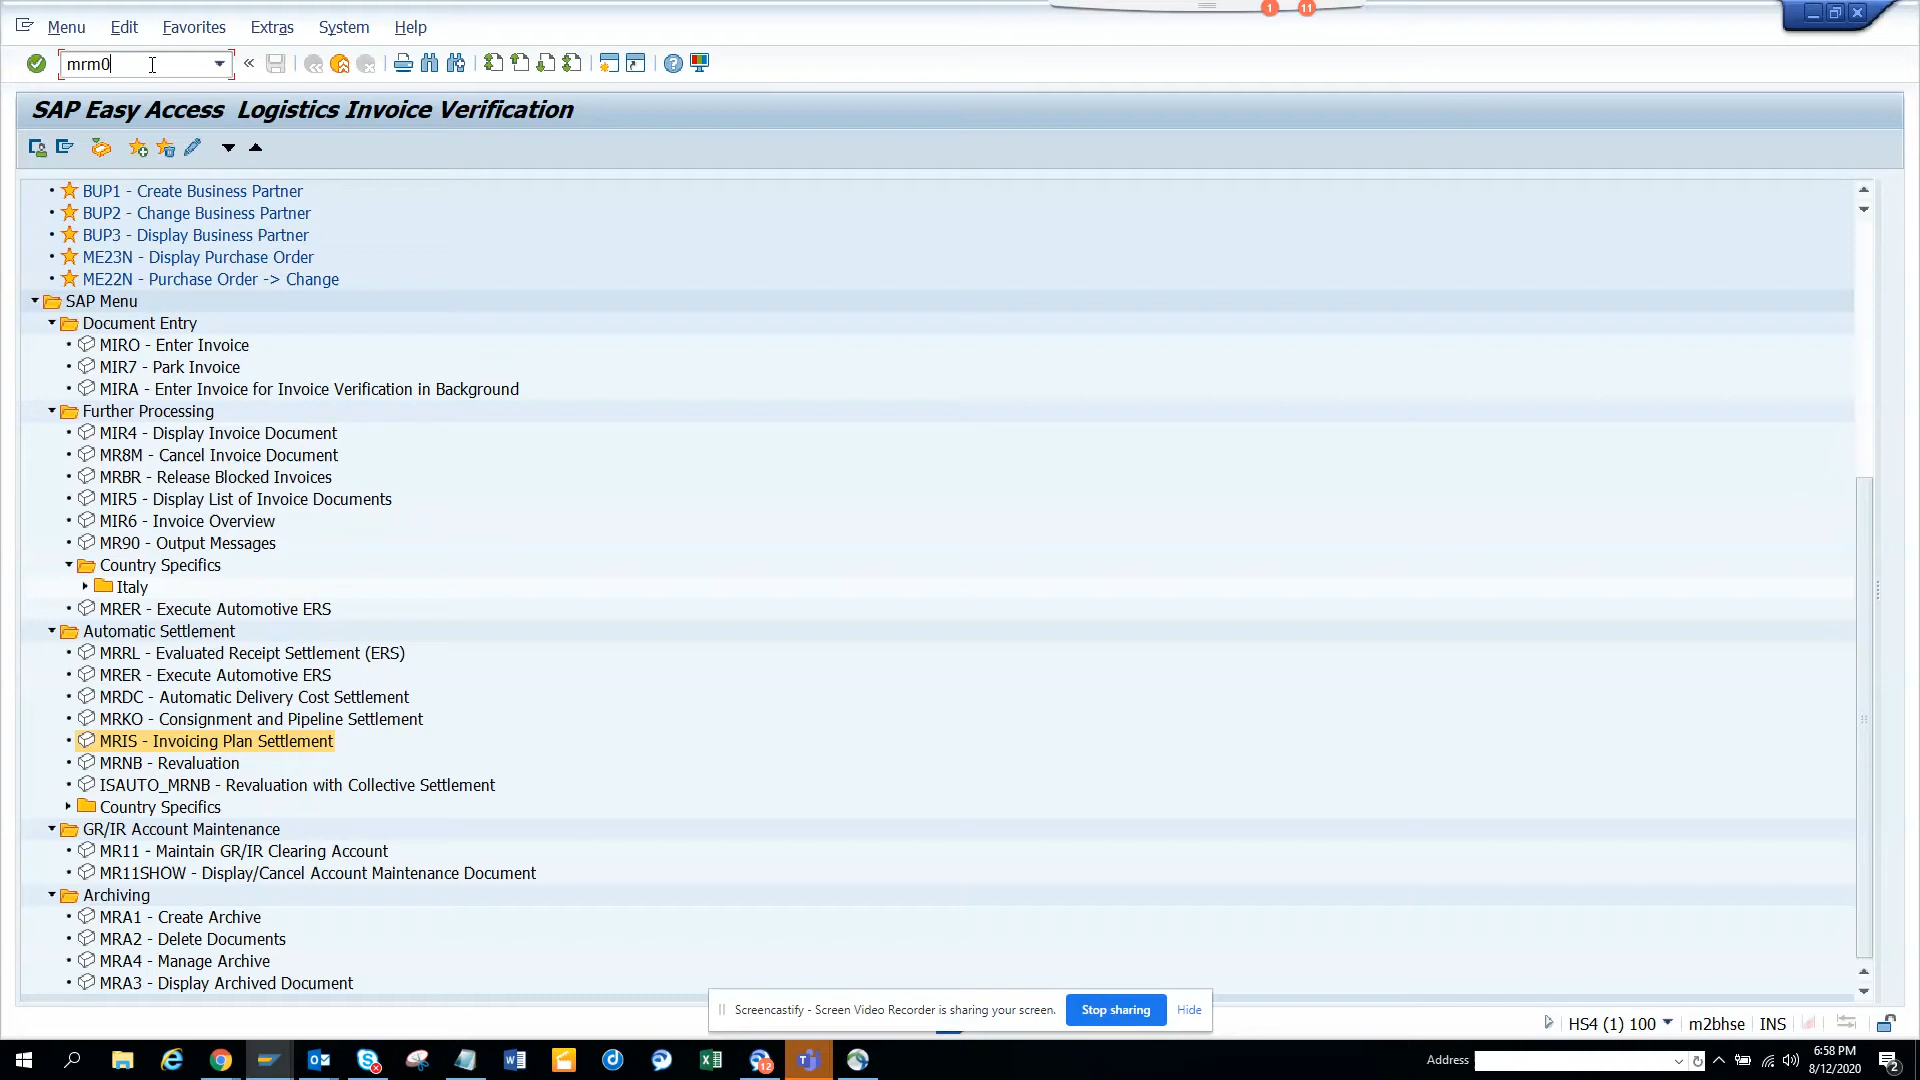 1 11
Menu Edit Favorites Extras System Help
mrm0
SAP Easy Access Logistics Invoice Verification
BUP1 - Create Business Partner
BUP2 - Change Business Partner
BUP3 - Display Business Partner
ME23N - Display Purchase Order
ME22N - Purchase Order -> Change
SAP Menu
Document Entry
MIRO - Enter Invoice
MIR7 - Park Invoice
MIRA - Enter Invoice for Invoice Verification in Background
Further Processing
MIR4 - Display Invoice Document
MR8M - Cancel Invoice Document
MRBR - Release Blocked Invoices
MIR5 - Display List of Invoice Documents
MIR6 - Invoice Overview
MR90 - Output Messages
Country Specifics
Italy
MRER - Execute Automotive ERS
Automatic Settlement
MRRL - Evaluated Receipt Settlement (ERS)
MRER - Execute Automotive ERS
MRDC - Automatic Delivery Cost Settlement
MRKO - Consignment and Pipeline Settlement
MRIS - Invoicing Plan Settlement
MRNB - Revaluation
ISAUTO_MRNB - Revaluation with Collective Settlement
Country Specifics
GR/IR Account Maintenance
MR11 - Maintain GR/IR Clearing Account
MR11SHOW - Display/Cancel Account Maintenance Document
Archiving
MRA1 - Create Archive
MRA2 - Delete Documents
MRA4 - Manage Archive
MRA3 - Display Archived Document
Screencastify - Screen Video Recorder is sharing your screen. Stop sharing Hide
HS4 (1) 100 m2bhse INS
12
Address
6:58 PM
8/12/2020
2